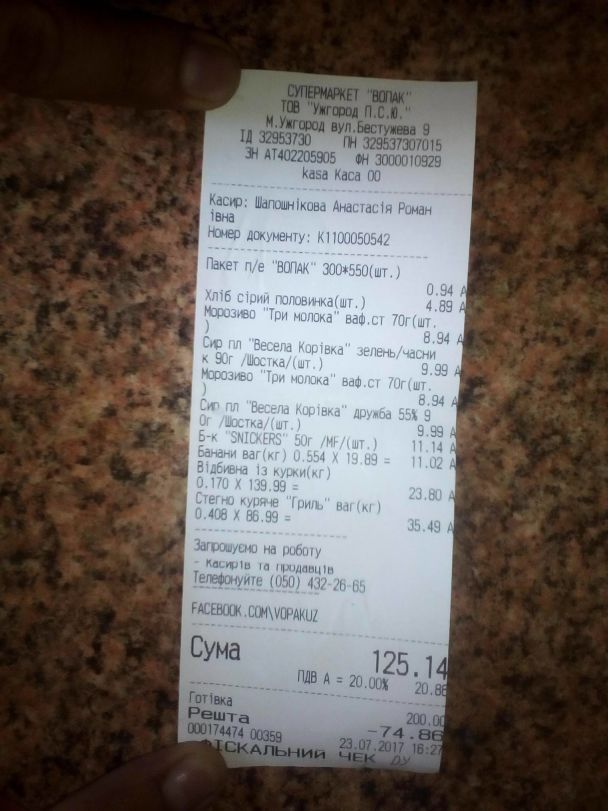 СУПЕРМАРКЕТ "ВОПАК"
ТОВ "Ужгород П.С.Ю."
М.Ужгород вул.Бестужева 9
ІД 32953730 ПН 329537307015
ЗН АТ402205905 ФН 3000010929
kasa Каса 00
Касир: Шапошнікова Анастасія Роман
івна
Номер документу: К1100050542
Пакет п/е "ВОПАК" 300*550(шт.)
0.94 А
Хліб сірий половинка(шт.) 4.89 А
Морозиво "Три молока" ваф.ст 70г(шт.
) 8.94 А
Сир пл "Весела Корівка" зелень/часни
к 90г /Шостка/(шт.) 9.99 А
Морозиво "Три молока" ваф.ст 70г(шт.
) 8.94 А
Сир пл "Весела Корівка" дружба 55% 9
0г /Шостка/(шт.) 9.99 А
Б-к "SNICKERS" 50г /MF/(шт.) 11.14 А
Банани ваг(кг) 0.554 X 19.89 = 11.02 А
Відбивна із курки(кг)
0.170 X 139.99 = 23.80 А
Стегно куряче "Гриль" ваг(кг)
0.408 X 86.99 = 35.49 А
Запрошуємо на роботу
- Касирів та продавців
Телефонуйте (050) 432-26-65
FACEBOOK.COM\VOPAKUZ
Сума 125.14
ПДВ А = 20.00% 20.86
Готівка 200.00
Решта -74.86
000174474 00359 23.07.2017 16:27
ФІСКАЛЬНИЙ ЧЕК